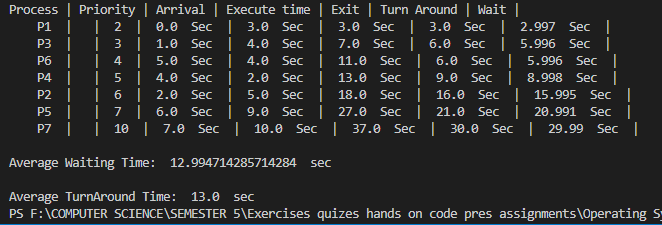 Process | Priority | Arrival | Execute time | Exit | Turn Around | Wait |
P1 | | 2 | 0.0 Sec | 3.0 Sec | 3.0 Sec | 3.0 Sec | 2.997 Sec |
P3 | | 3 | 1.0 Sec | 4.0 Sec | 7.0 Sec | 6.0 Sec | 5.996 Sec |
P6 | | 4 | 5.0 Sec | 4.0 Sec | 11.0 Sec | 6.0 Sec | 5.996 Sec |
P4 | | 5 | 4.0 Sec | 2.0 Sec | 13.0 Sec | 9.0 Sec | 8.998 Sec |
P2 | | 6 | 2.0 Sec | 5.0 Sec | 18.0 Sec | 16.0 Sec | 15.995 Sec |
P5 | | 7 | 6.0 Sec | 9.0 Sec | 27.0 Sec | 21.0 Sec | 20.991 Sec |
P7 | | 10 | 7.0 Sec | 10.0 Sec | 37.0 Sec | 30.0 Sec | 29.99 Sec |
Average Waiting Time: 12.994714285714284 sec
Average TurnAround Time: 13.0 sec
PS F:\COMPUTER SCIENCE\SEMESTER 5\Exercises quizes hands on code pres assignments\Operating Sy